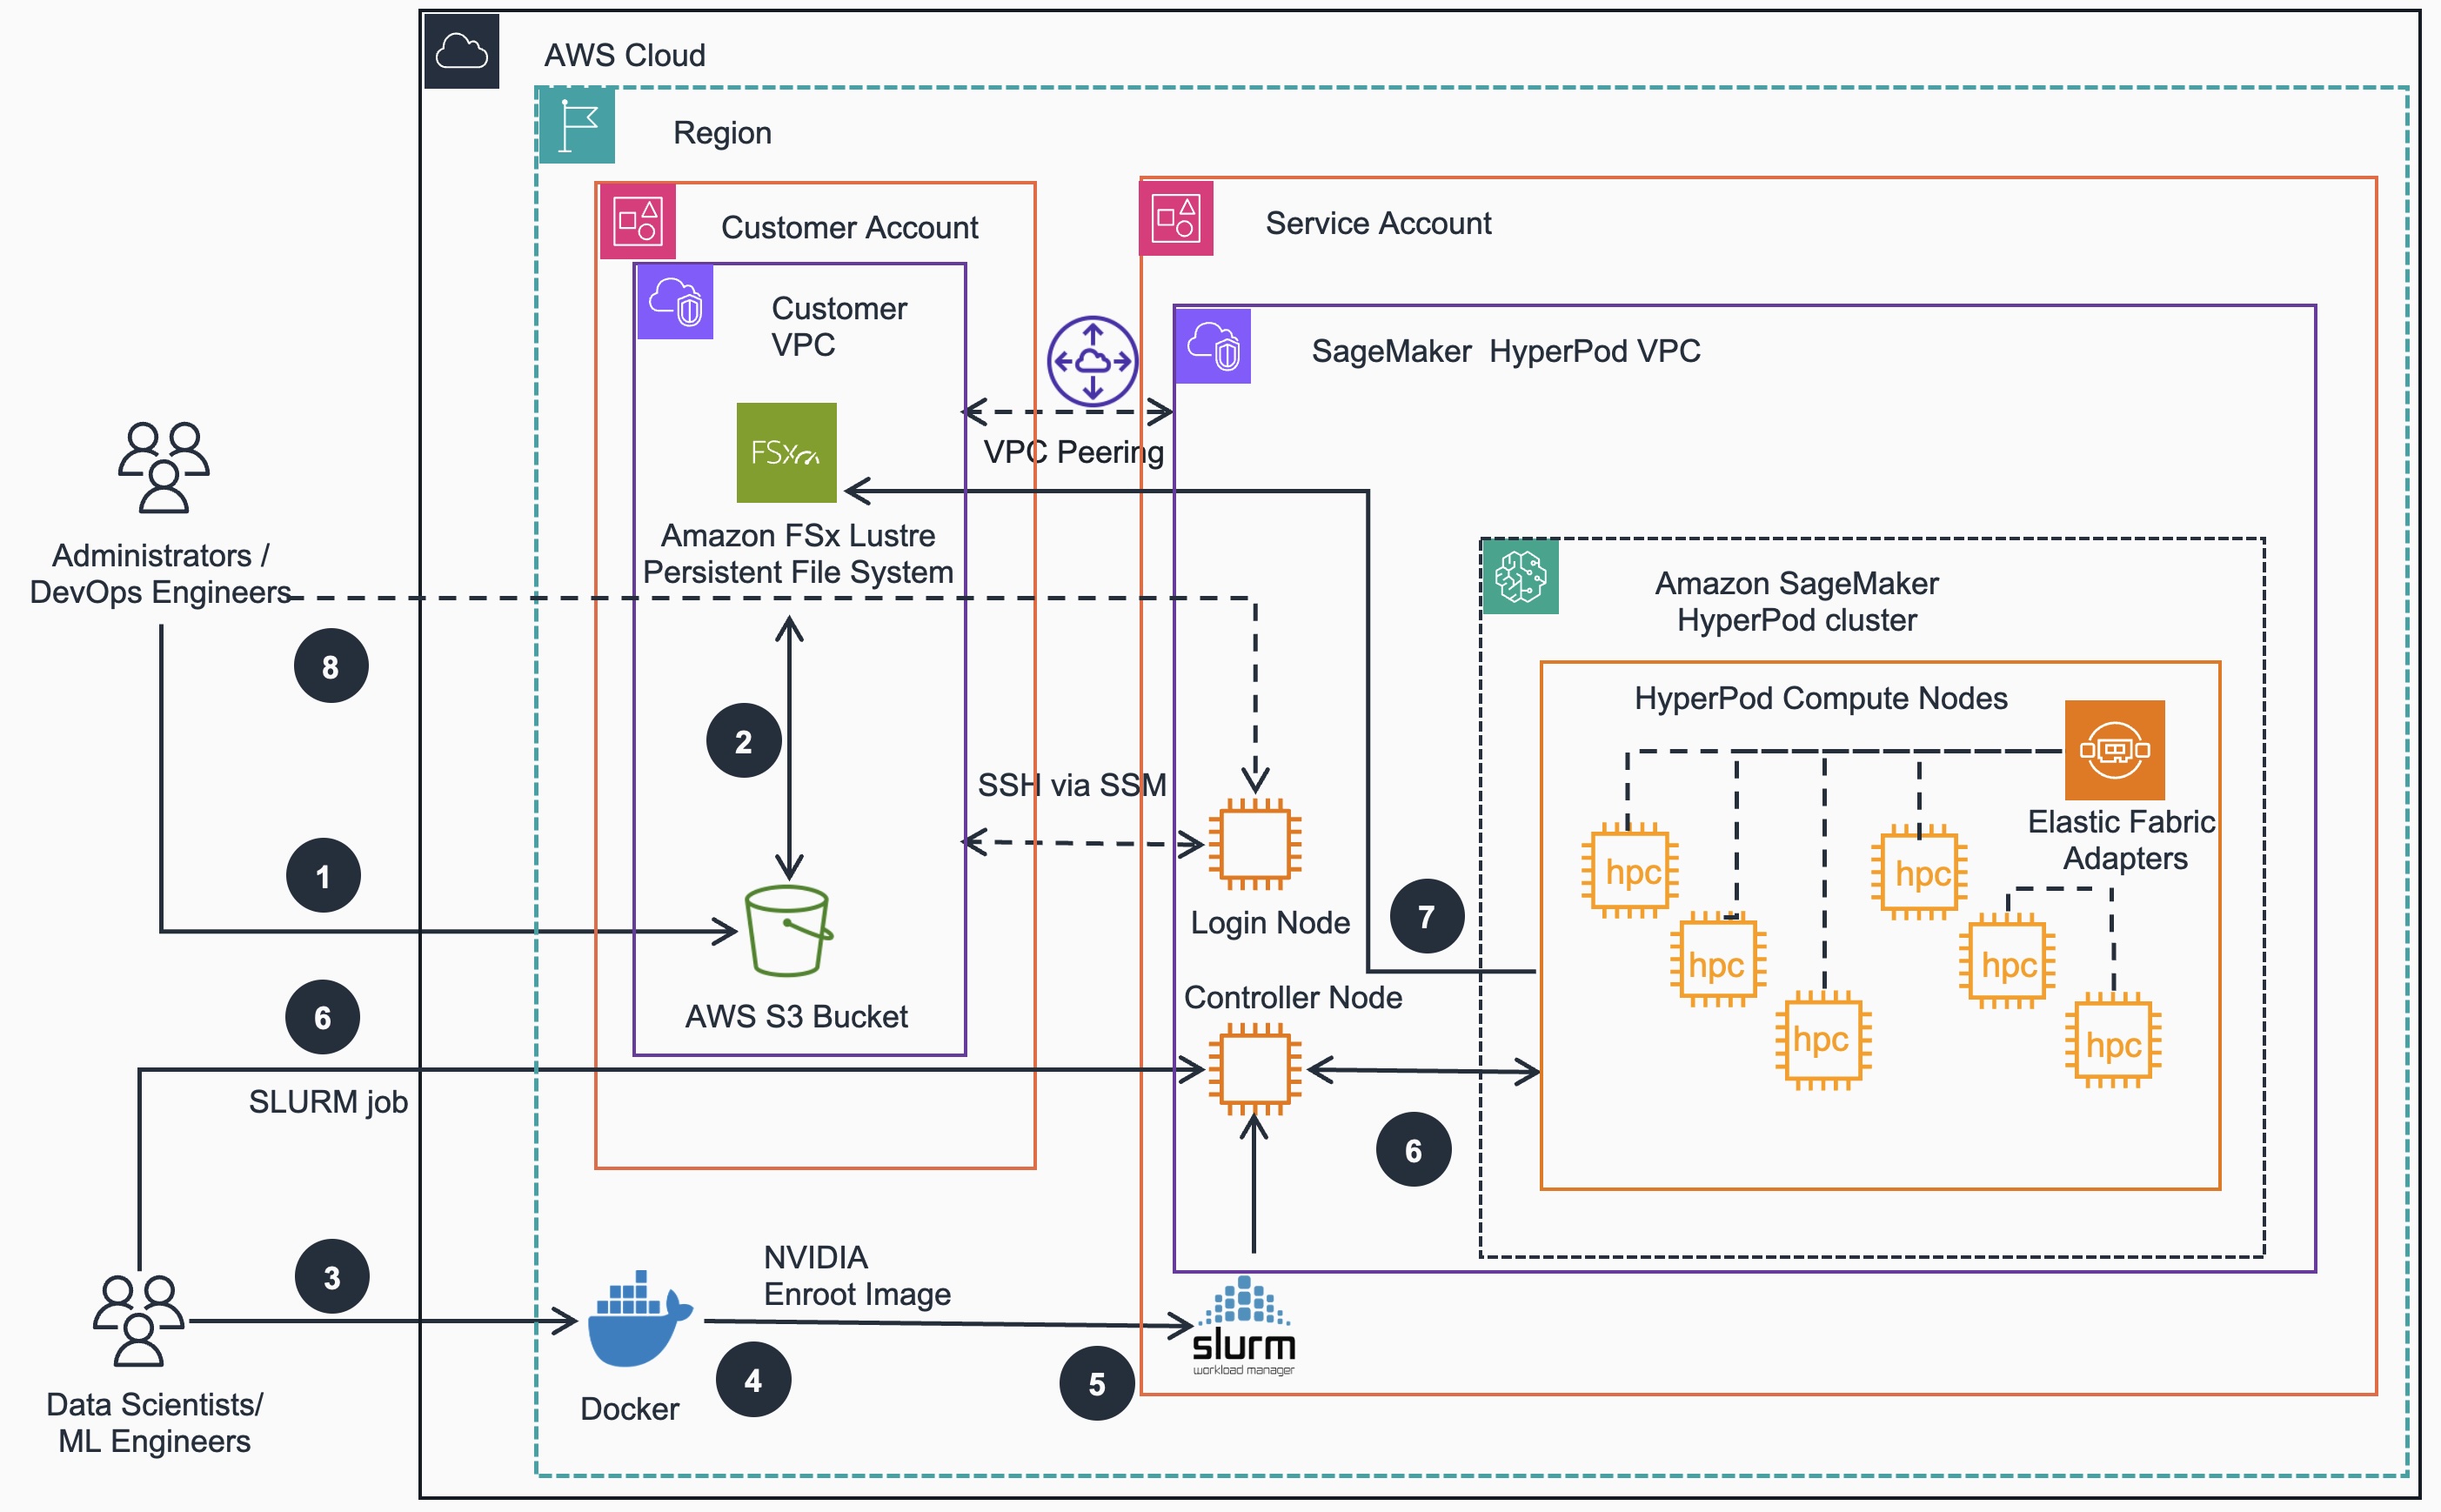 AWS Cloud
Region
Customer Account
Service Account
Customer
VPC
SageMaker HyperPod VPC
FSx
VPC Peering
Amazon FSx Lustre
Persistent File System
Administrators /
DevOps Engineers
Amazon SageMaker
HyperPod cluster
8
HyperPod Compute Nodes
2
SSH via SSM
Elastic Fabric
Adapters
1
hpc
hpc
7
Login Node
hpc
hpc
Controller Node
6
AWS S3 Bucket
hpc
hpc
SLURM job
6
3
NVIDIA
Enroot Image
slurm
workload manager
4
5
Docker
Data Scientists/
ML Engineers